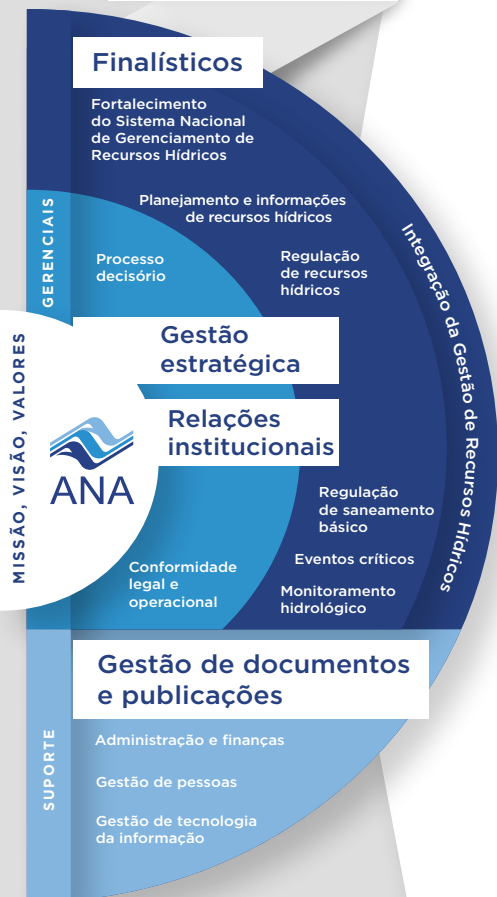 Finalísticos
Fortalecimento
do Sistema Nacional
de Gerenciamento de
Recursos Hídricos
Planejamento e informações
de recursos hídricos
GERENCIAIS
Processo
decisório
Regulação
de recursos
hídricos
Integração da Gestão de Recursos Hídricos
Gestão
estratégica
MISSÃO, VISÃO, VALORES
ANA
Relações
institucionais
Regulação
de saneamento
básico
Eventos críticos
Conformidade
legal e
operacional
Monitoramento
hidrológico
Gestão de documentos
e publicações
SUPORTE
Administração e finanças
Gestão de pessoas
Gestão de tecnologia
da informação